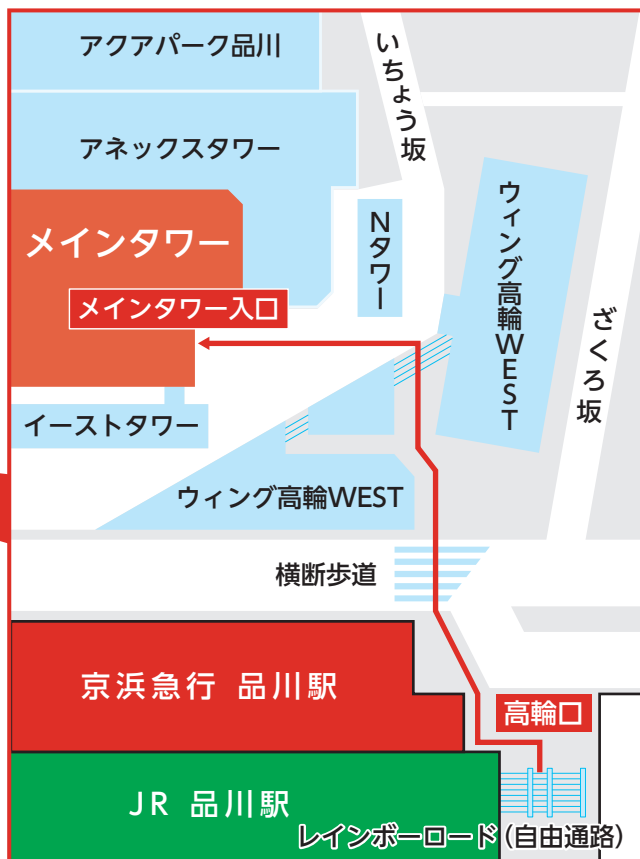 アクアパーク品川
いちょう坂
アネックスタワー
メインタワー
Nタワー
ウィング高輪WEST
メインタワー入口
ざくろ坂
イーストタワー
ウィング高輪WEST
横断歩道
京浜急行 品川駅
高輪口
JR 品川駅
レインボーロード(自由通路)